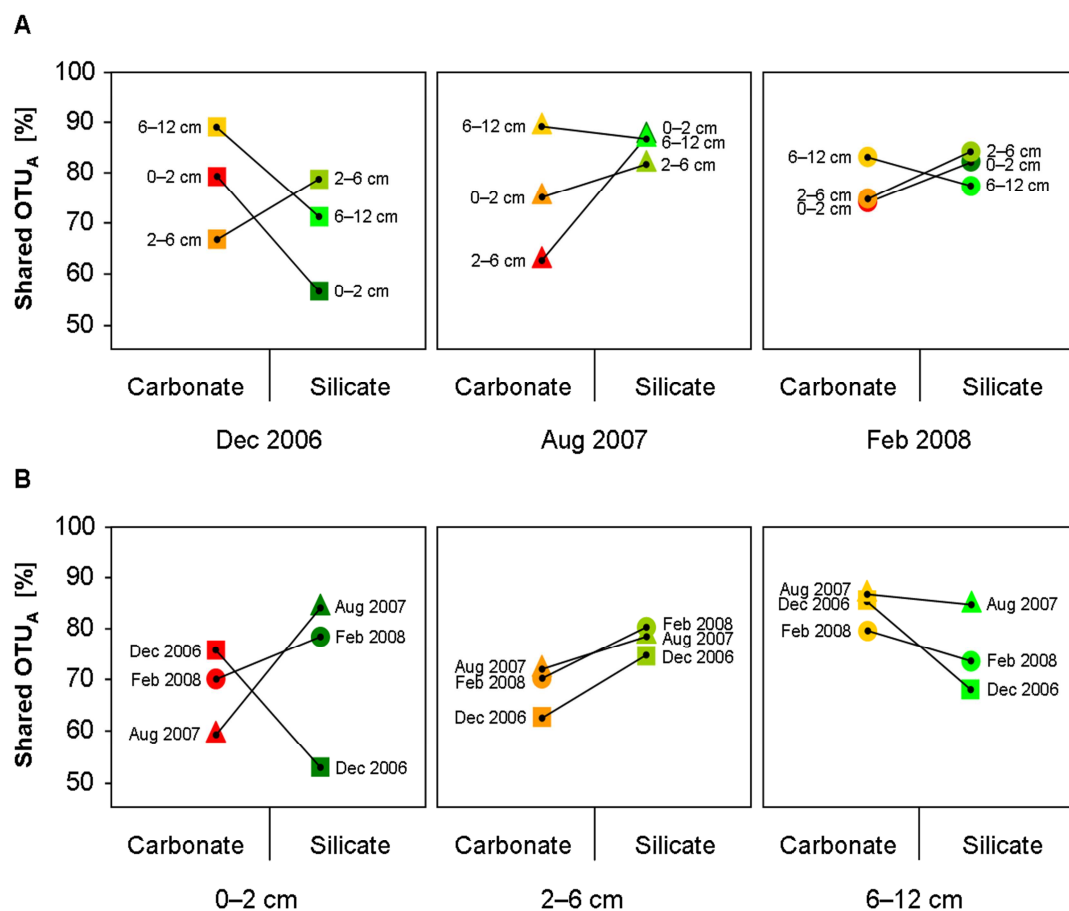 A
Shared OTU_A [%]
100
90
80
70
60
50
6–12 cm
0–2 cm
2–6 cm
2–6 cm
6–12 cm
0–2 cm
6–12 cm
0–2 cm
2–6 cm
0–2 cm
6–12 cm
2–6 cm
6–12 cm
2–6 cm
0–2 cm
2–6 cm
0–2 cm
6–12 cm
Carbonate Silicate
Carbonate Silicate
Carbonate Silicate
Dec 2006
Aug 2007
Feb 2008
B
Shared OTU_A [%]
100
90
80
70
60
50
Dec 2006
Feb 2008
Aug 2007
Aug 2007
Feb 2008
Dec 2006
Aug 2007
Feb 2008
Dec 2006
Feb 2008
Aug 2007
Dec 2006
Aug 2007
Dec 2006
Feb 2008
Aug 2007
Feb 2008
Dec 2006
Carbonate Silicate
Carbonate Silicate
Carbonate Silicate
0–2 cm
2–6 cm
6–12 cm